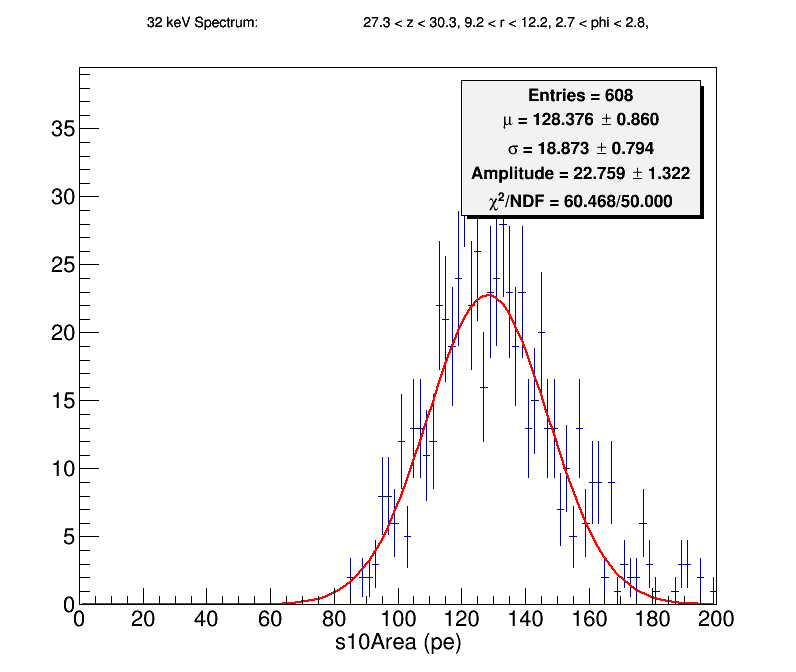 32 keV Spectrum: 27.3 < z < 30.3, 9.2 < r < 12.2, 2.7 < phi < 2.8,
Entries = 608
μ = 128.376 ± 0.860
σ = 18.873 ± 0.794
Amplitude = 22.759 ± 1.322
χ²/NDF = 60.468/50.000
35
30
25
20
15
10
5
0
0 20 40 60 80 100 120 140 160 180 200
s10Area (pe)